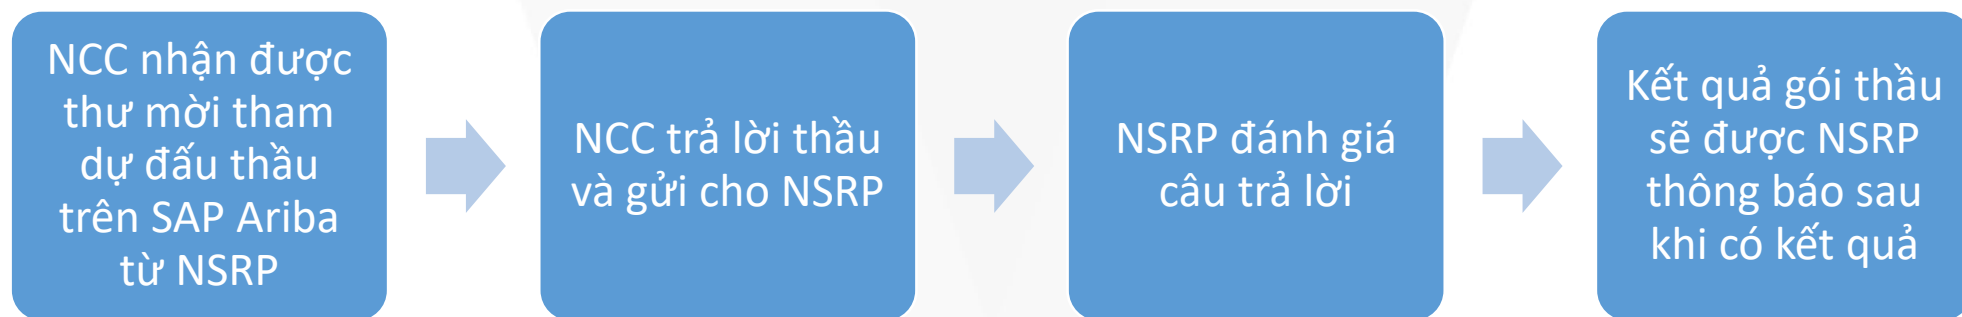 NCC nhận được
thư mời tham
dự đấu thầu
trên SAP Ariba
từ NSRP
NCC trả lời thầu
và gửi cho NSRP
NSRP đánh giá
câu trả lời
Kết quả gói thầu
sẽ được NSRP
thông báo sau
khi có kết quả